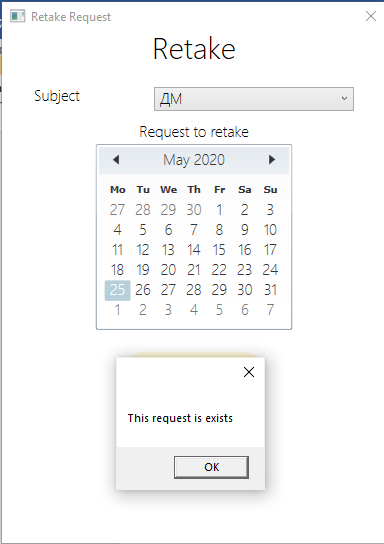 Retake Request
Retake
Subject
ДМ
Request to retake
May 2020
Mo Tu We Th Fr Sa Su
27 28 29 30 1 2 3
4 5 6 7 8 9 10
11 12 13 14 15 16 17
18 19 20 21 22 23 24
25 26 27 28 29 30 31
1 2 3 4 5 6 7
This request is exists
OK